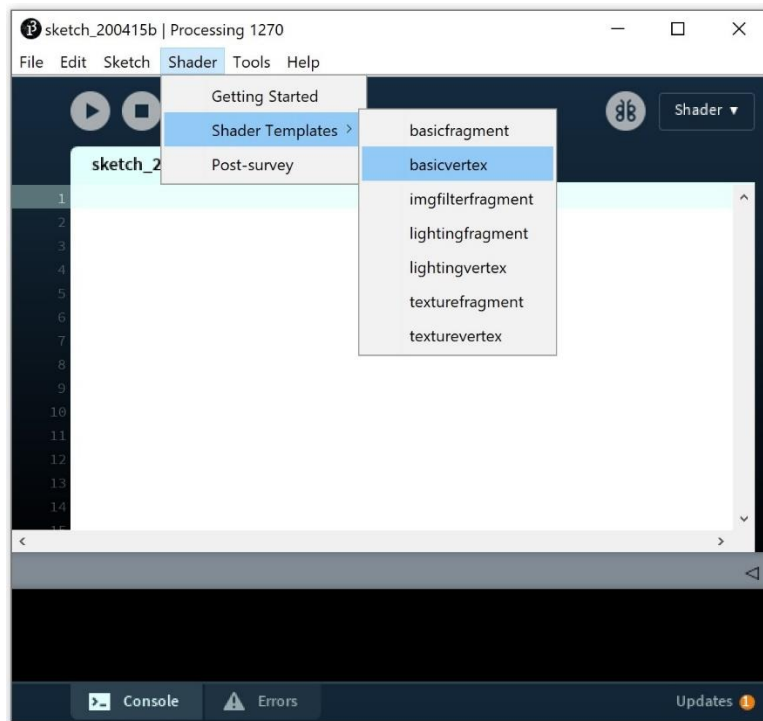 sketch_200415b | Processing 1270
File Edit Sketch Shader Tools Help
Getting Started
Shader ▾
Shader Templates >
basicfragment
sketch_2
Post-survey
basicvertex
imgfilterfragment
lightingfragment
lightingvertex
texturefragment
texturevertex
1
2
3
4
5
6
7
8
9
10
11
12
13
14
Console
Errors
Updates 1